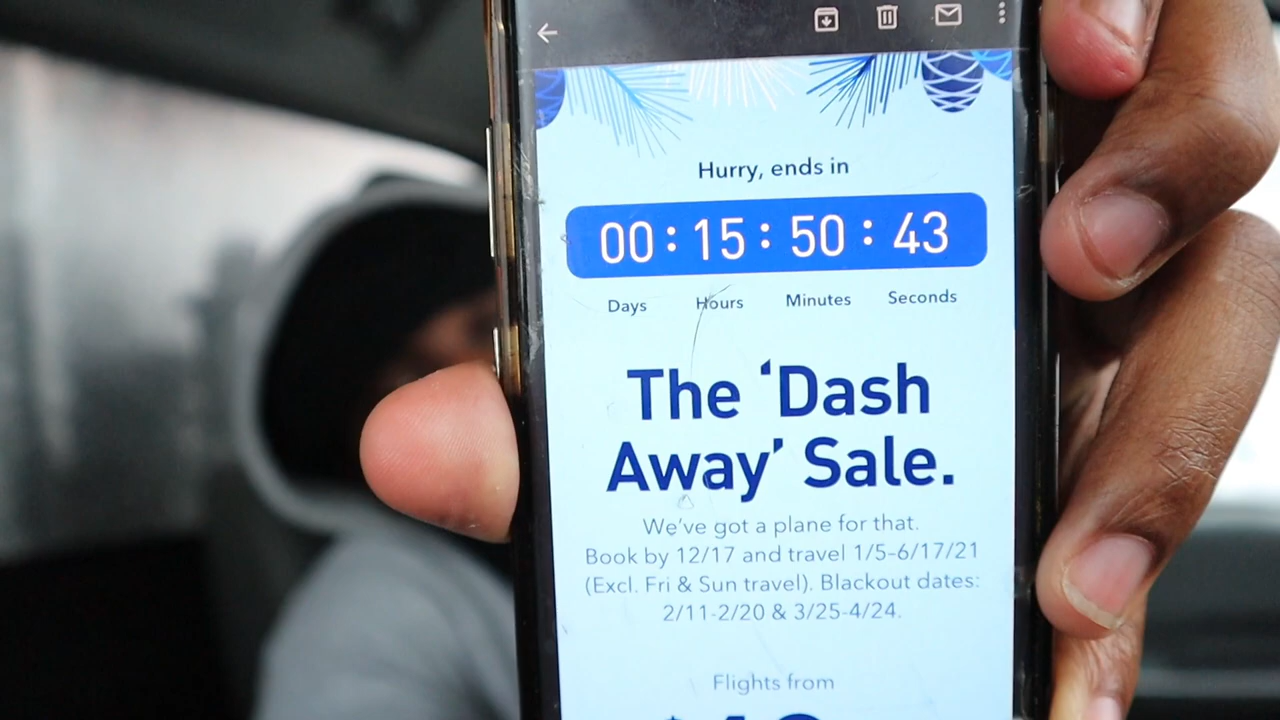 Hurry, ends in
00 : 15 : 50 : 43
Days Hours Minutes Seconds
The ‘Dash
Away’ Sale.
We’ve got a plane for that.
Book by 12/17 and travel 1/5–6/17/21
(Excl. Fri & Sun travel). Blackout dates:
2/11-2/20 & 3/25-4/24.
Flights from